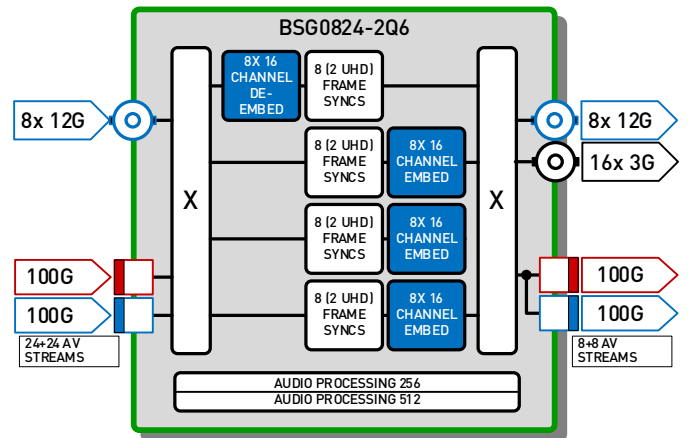 BSG0824-2Q6
8X 16
CHANNEL
DE-
EMBED
8 (2 UHD)
FRAME
SYNCS
8x 12G
8x 12G
8 (2 UHD)
FRAME
SYNCS
8X 16
CHANNEL
EMBED
16x 3G
X
X
8 (2 UHD)
FRAME
SYNCS
8X 16
CHANNEL
EMBED
100G
100G
8 (2 UHD)
FRAME
SYNCS
8X 16
CHANNEL
EMBED
100G
100G
24+24 AV
STREAMS
8+8 AV
STREAMS
AUDIO PROCESSING 256
AUDIO PROCESSING 512